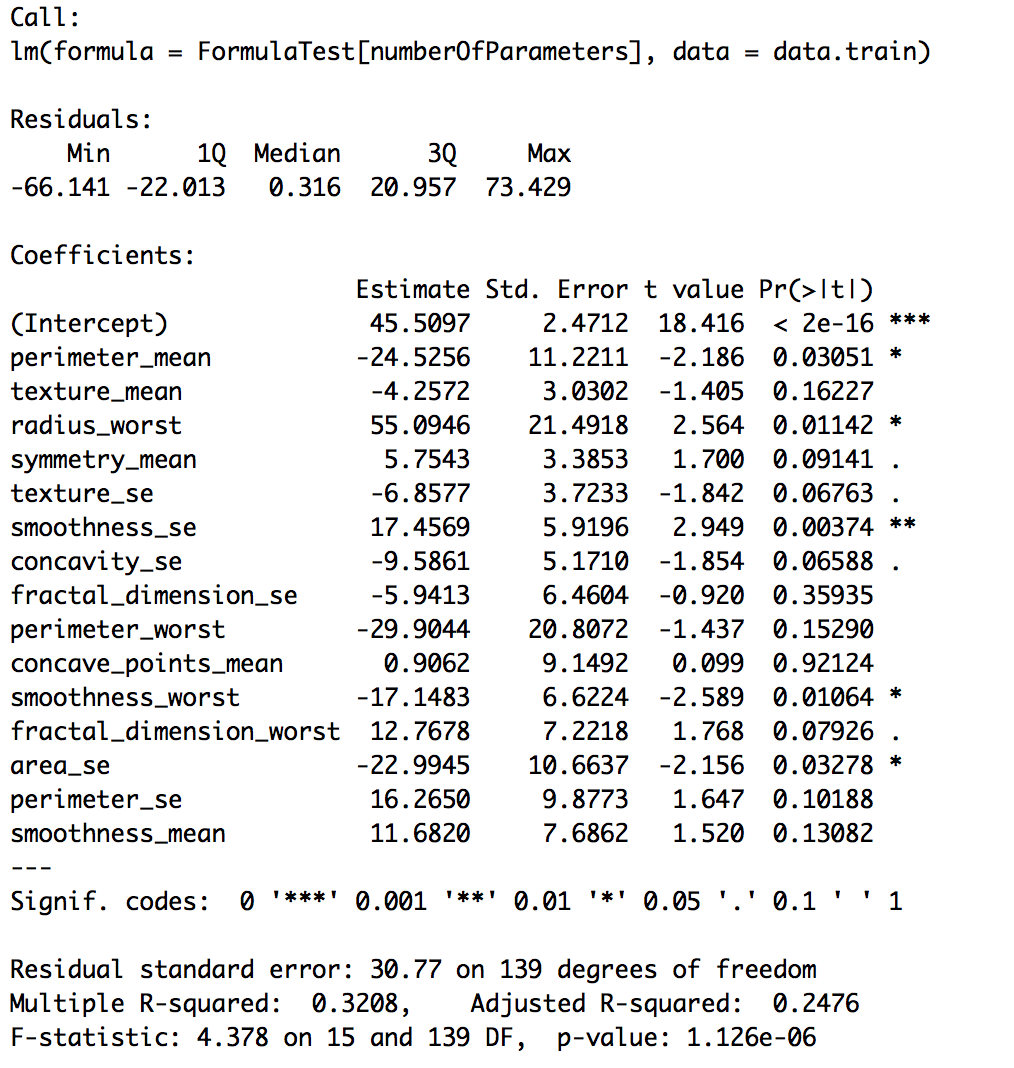 Call:
lm(formula = FormulaTest[numberOfParameters], data = data.train)
Residuals:
Min 1Q Median 3Q Max
-66.141 -22.013 0.316 20.957 73.429
Coefficients:
Estimate Std. Error t value Pr(>|t|)
(Intercept) 45.5097 2.4712 18.416 < 2e-16 ***
perimeter_mean -24.5256 11.2211 -2.186 0.03051 *
texture_mean -4.2572 3.0302 -1.405 0.16227
radius_worst 55.0946 21.4918 2.564 0.01142 *
symmetry_mean 5.7543 3.3853 1.700 0.09141 .
texture_se -6.8577 3.7233 -1.842 0.06763 .
smoothness_se 17.4569 5.9196 2.949 0.00374 **
concavity_se -9.5861 5.1710 -1.854 0.06588 .
fractal_dimension_se -5.9413 6.4604 -0.920 0.35935
perimeter_worst -29.9044 20.8072 -1.437 0.15290
concave_points_mean 0.9062 9.1492 0.099 0.92124
smoothness_worst -17.1483 6.6224 -2.589 0.01064 *
fractal_dimension_worst 12.7678 7.2218 1.768 0.07926 .
area_se -22.9945 10.6637 -2.156 0.03278 *
perimeter_se 16.2650 9.8773 1.647 0.10188
smoothness_mean 11.6820 7.6862 1.520 0.13082
---
Signif. codes: 0 '***' 0.001 '**' 0.01 '*' 0.05 '.' 0.1 ' ' 1
Residual standard error: 30.77 on 139 degrees of freedom
Multiple R-squared: 0.3208, Adjusted R-squared: 0.2476
F-statistic: 4.378 on 15 and 139 DF, p-value: 1.126e-06